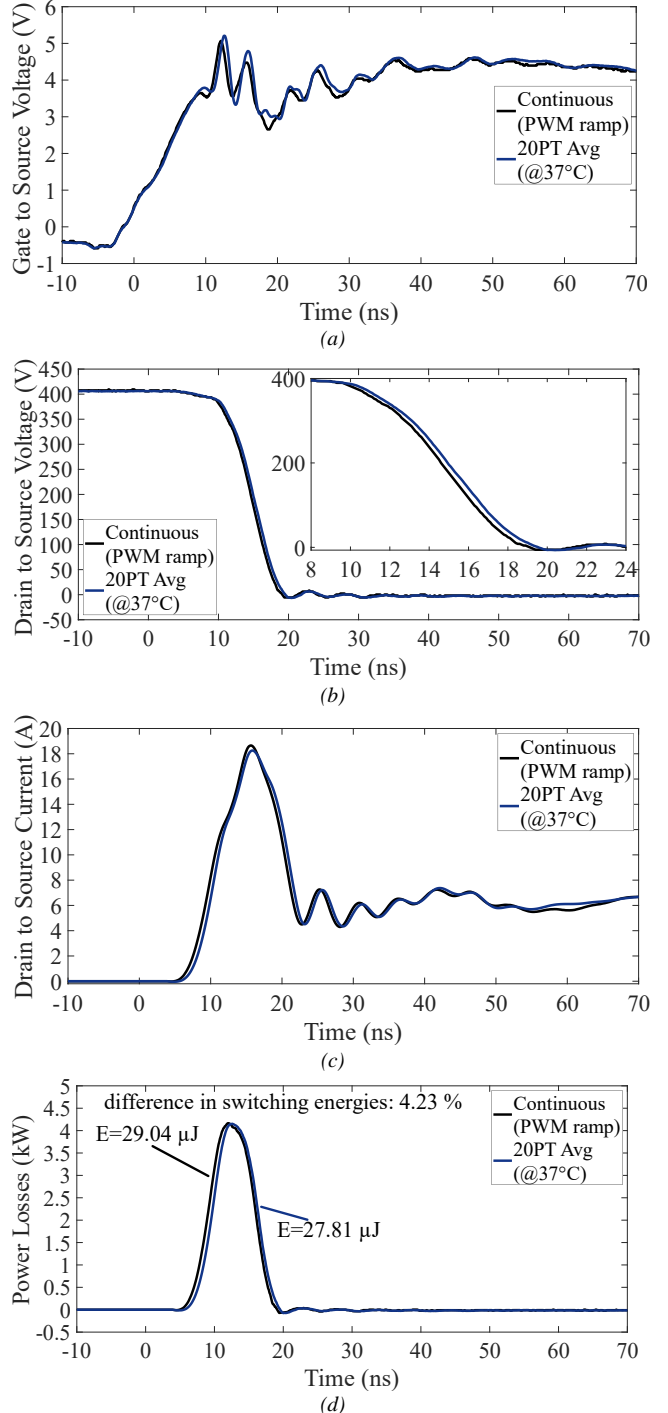 6
5
4
3
2
1
0
-1
Gate to Source Voltage (V)
Continuous
(PWM ramp)
20PT Avg
(@37°C)
-10 0 10 20 30 40 50 60 70
Time (ns)
(a)
450
400
350
300
250
200
150
100
50
0
-50
Drain to Source Voltage (V)
400
200
0
8 10 12 14 16 18 20 22 24
Continuous
(PWM ramp)
20PT Avg
(@37°C)
-10 0 10 20 30 40 50 60 70
Time (ns)
(b)
20
18
16
14
12
10
8
6
4
2
0
Drain to Source Current (A)
Continuous
(PWM ramp)
20PT Avg
(@37°C)
-10 0 10 20 30 40 50 60 70
Time (ns)
(c)
5
4.5
4
3.5
3
2.5
2
1.5
1
0.5
0
-0.5
Power Losses (kW)
difference in switching energies: 4.23 %
E=29.04 µJ
E=27.81 µJ
Continuous
(PWM ramp)
20PT Avg
(@37°C)
-10 0 10 20 30 40 50 60 70
Time (ns)
(d)